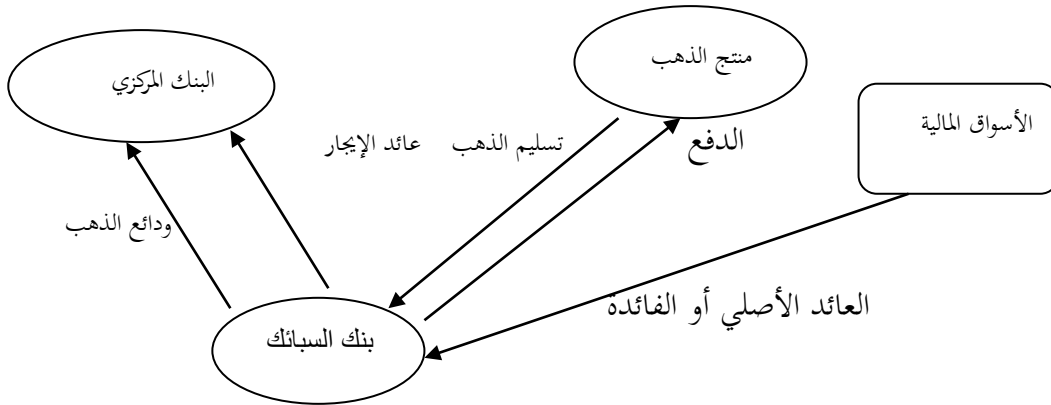 منتج الذهب
البنك المركزي
الأسواق المالية
الدفع
عائد الإيجار
تسليم الذهب
ودائع الذهب
العائد الأصلي أو الفائدة
بنك السبائك